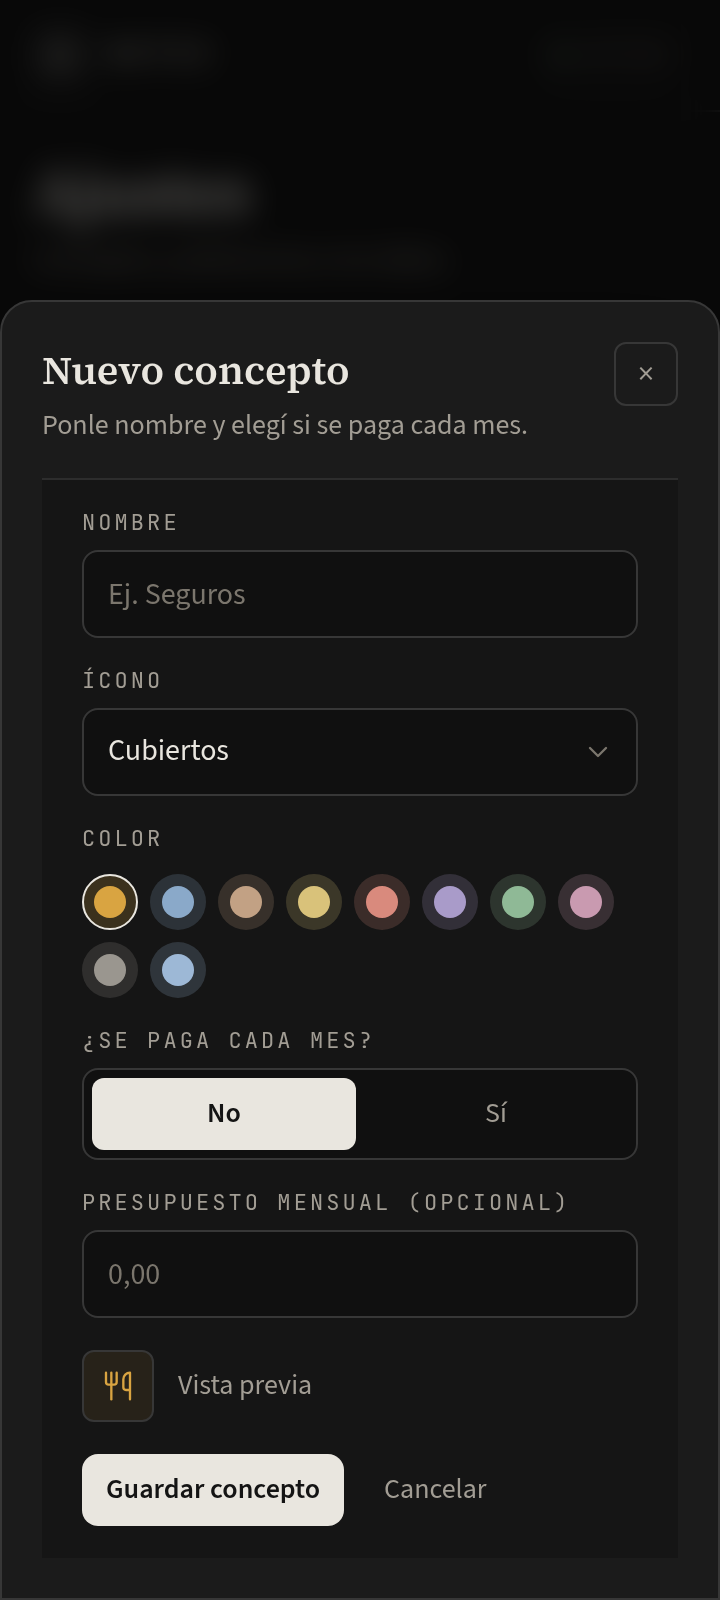 Nuevo concepto
×
Ponle nombre y elegí si se paga cada mes.
NOMBRE
Ej. Seguros
ÍCONO
Cubiertos
COLOR
¿SE PAGA CADA MES?
No Sí
PRESUPUESTO MENSUAL (OPCIONAL)
0,00
Vista previa
Guardar concepto Cancelar